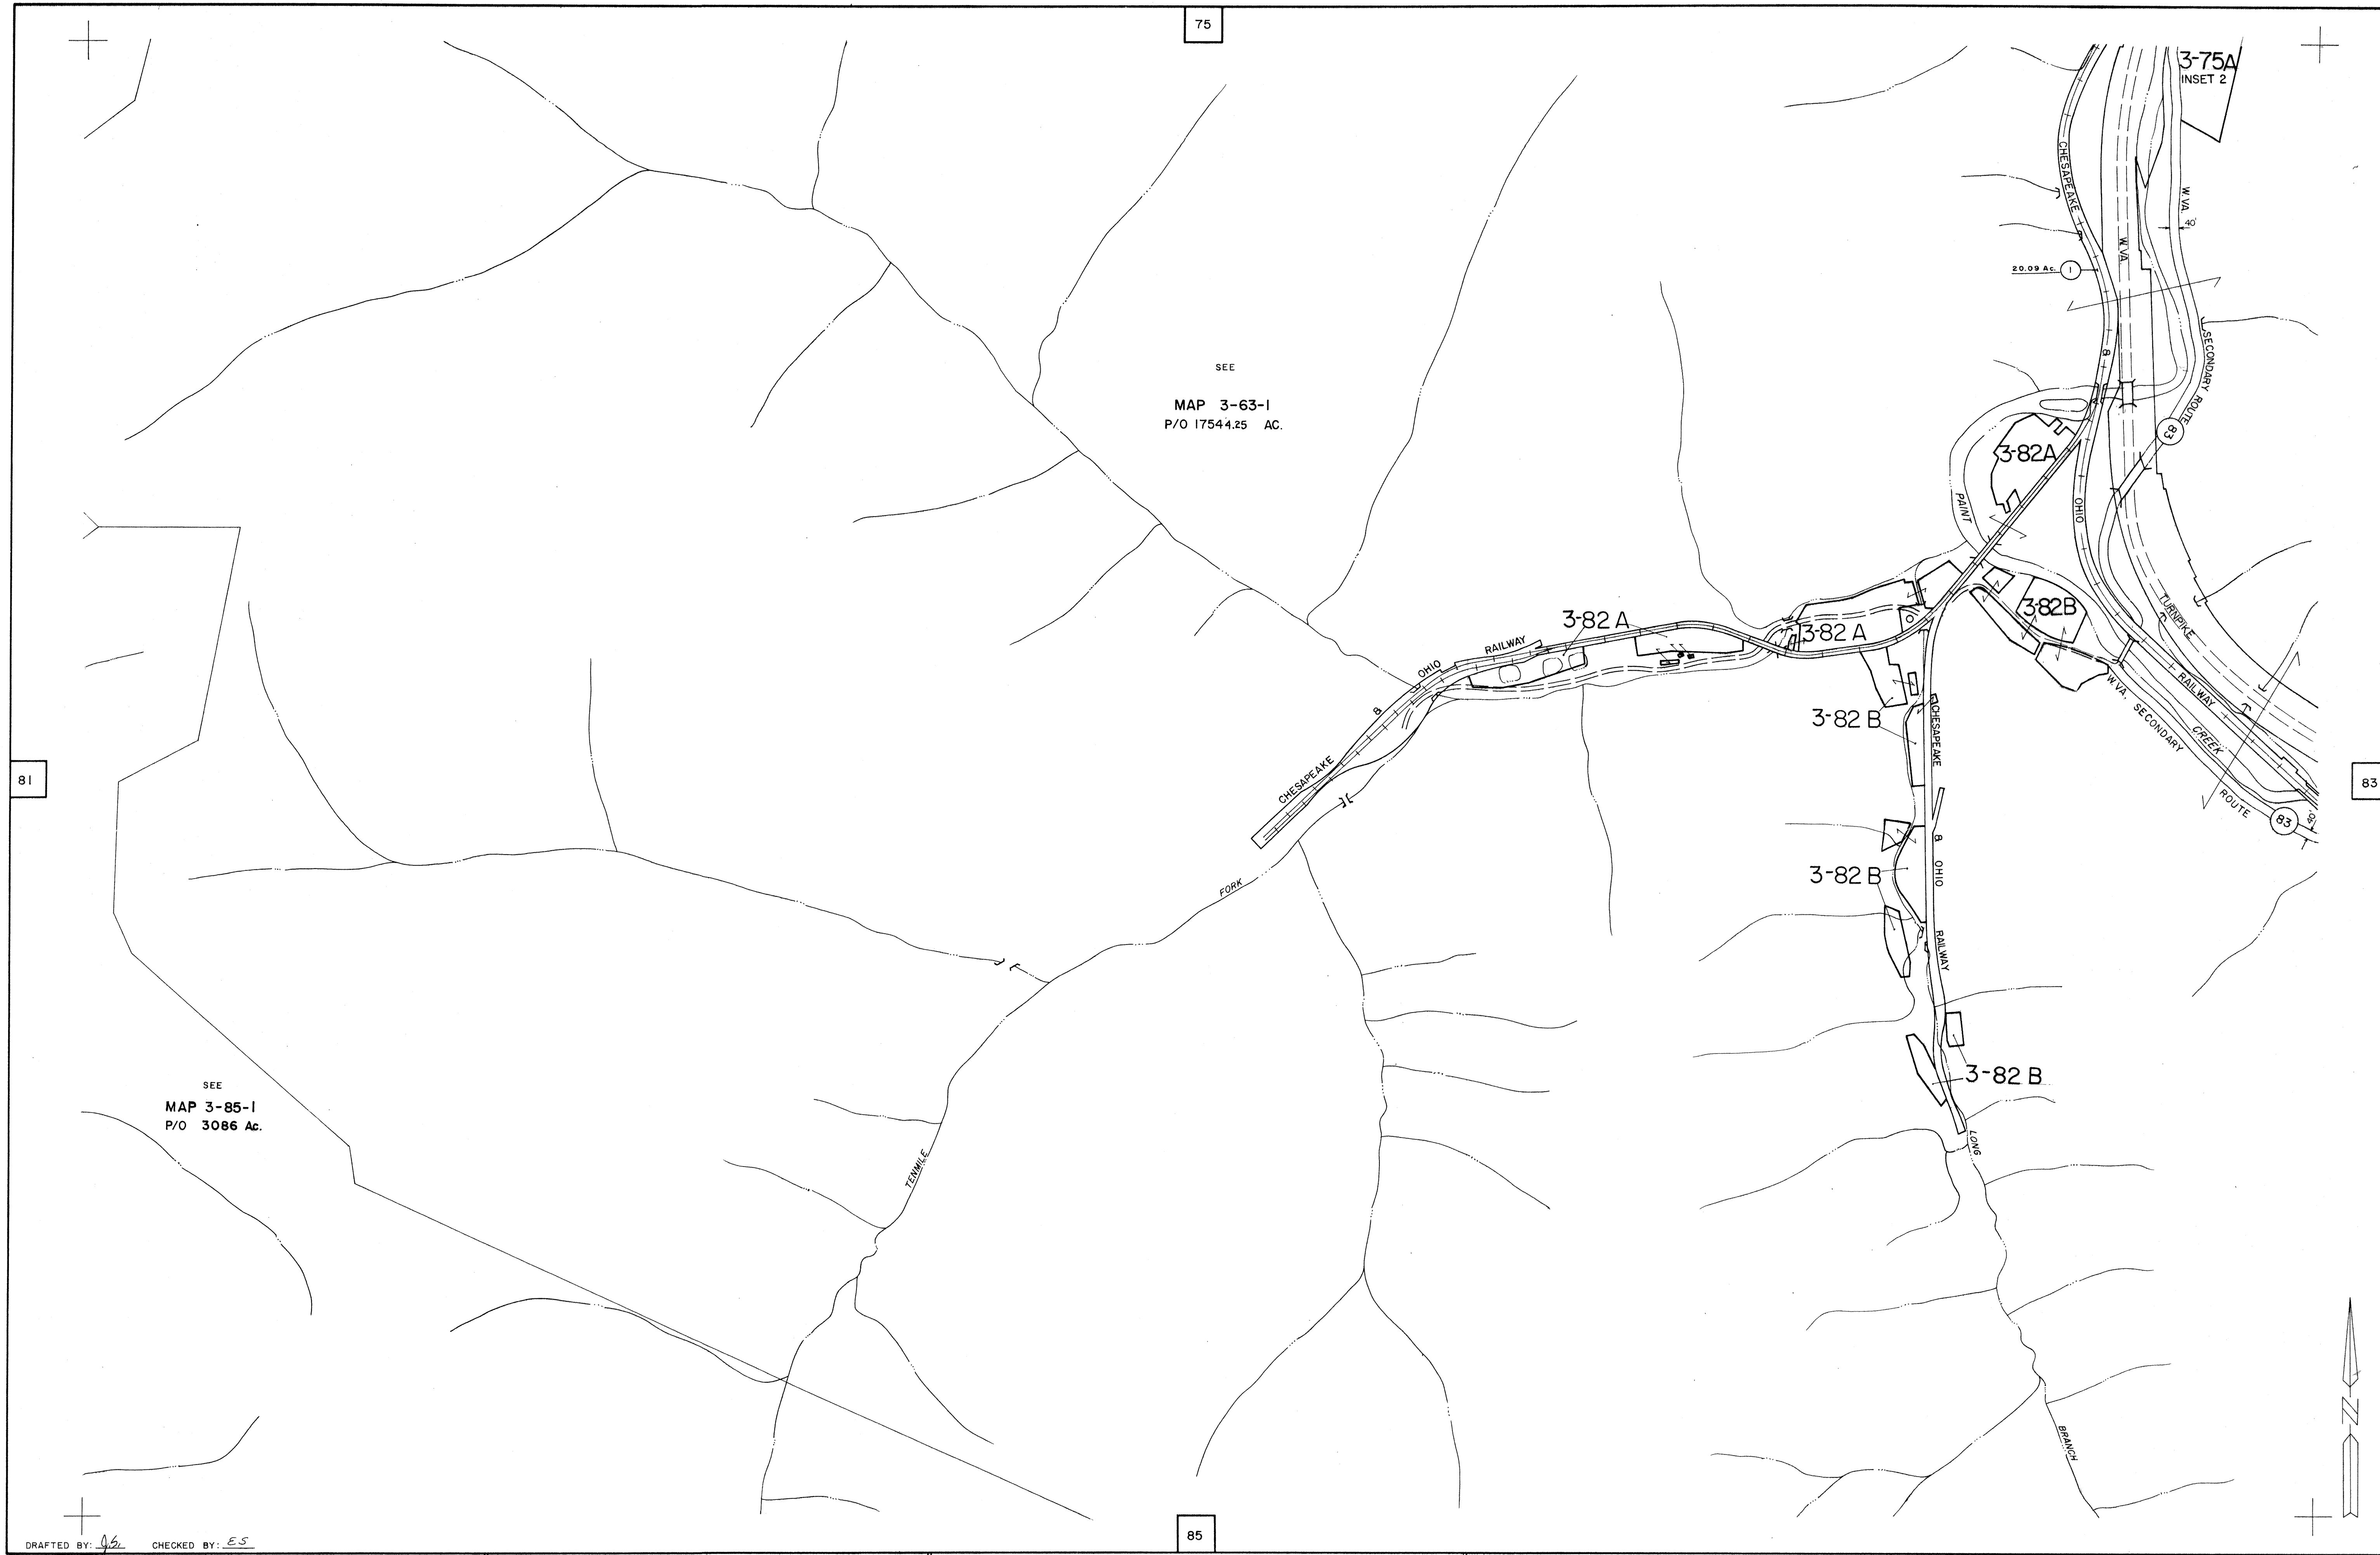 75
3-75A
INSET 2
CHESAPEAKE
W. VA.
40'
W. VA.
20.09 Ac.
1
SEE
MAP 3-63-1
P/O 17544.25 AC.
&
SECONDARY ROUTE
83
3-82A
PAINT
OHIO
3-82B
TURNPIKE
3-82 A
3-82 A
CHESAPEAKE & OHIO RAILWAY
3-82 B
CHESAPEAKE
RAILWAY
W. VA. SECONDARY ROUTE
CREEK
83
40'
81
83
& OHIO
3-82 B
FORK
RAILWAY
3-82 B
SEE
MAP 3-85-1
P/O 3086 Ac.
TENMILE
LONG
BRANCH
N
85
DRAFTED BY: J.S. CHECKED BY: ES